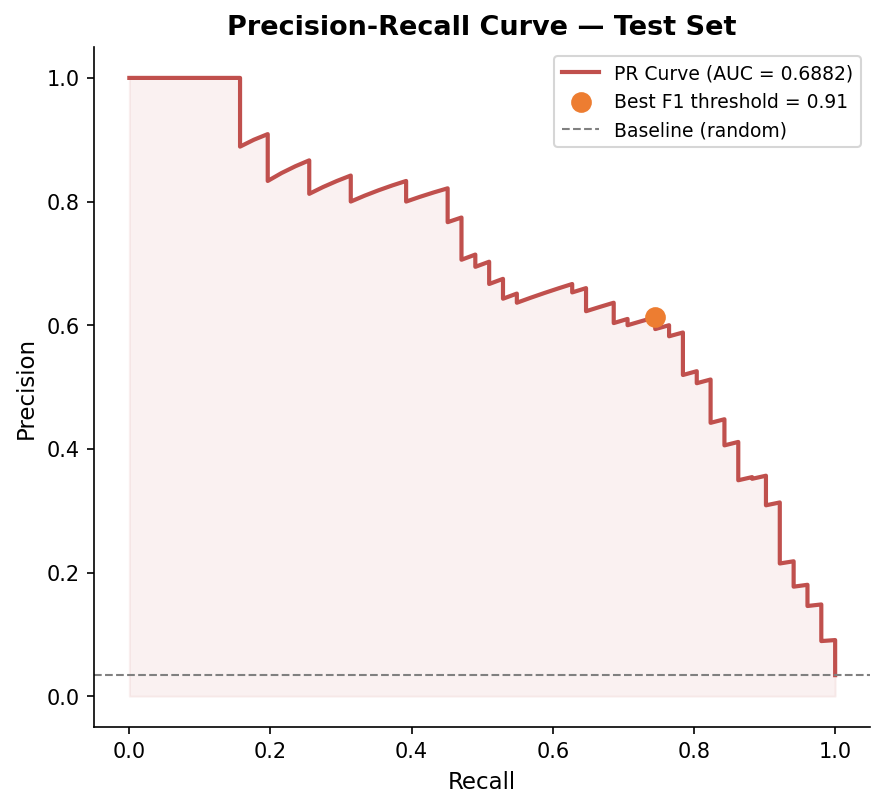 Precision-Recall Curve — Test Set
PR Curve (AUC = 0.6882)
Best F1 threshold = 0.91
Baseline (random)
Precision
1.0
0.8
0.6
0.4
0.2
0.0
0.0 0.2 0.4 0.6 0.8 1.0
Recall